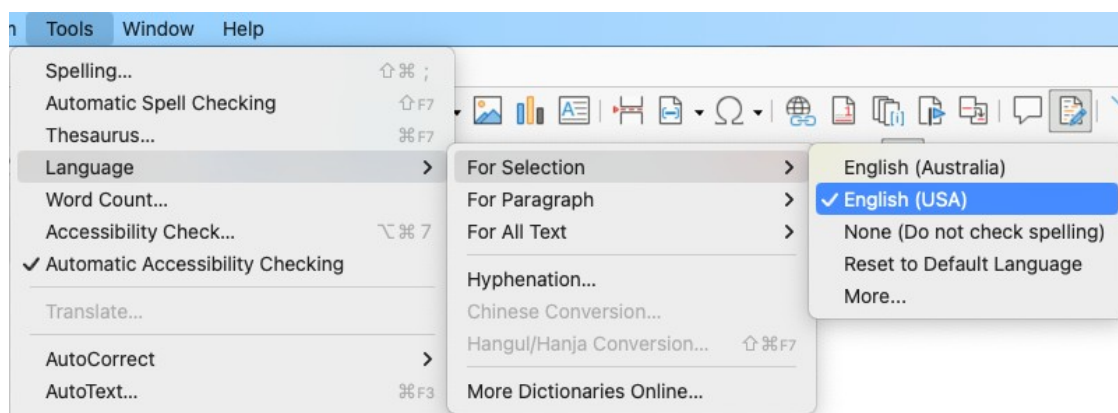 Tools Window Help
Spelling... ⇧⌘ ;
Automatic Spell Checking ⇧F7
Thesaurus... ⌘F7
Language >
Word Count...
Accessibility Check... ⌥⌘ 7
✓ Automatic Accessibility Checking
Translate...
AutoCorrect >
AutoText... ⌘F3
For Selection >
For Paragraph >
For All Text >
Hyphenation...
Chinese Conversion...
Hangul/Hanja Conversion... ⇧⌘F7
More Dictionaries Online...
English (Australia)
✓ English (USA)
None (Do not check spelling)
Reset to Default Language
More...